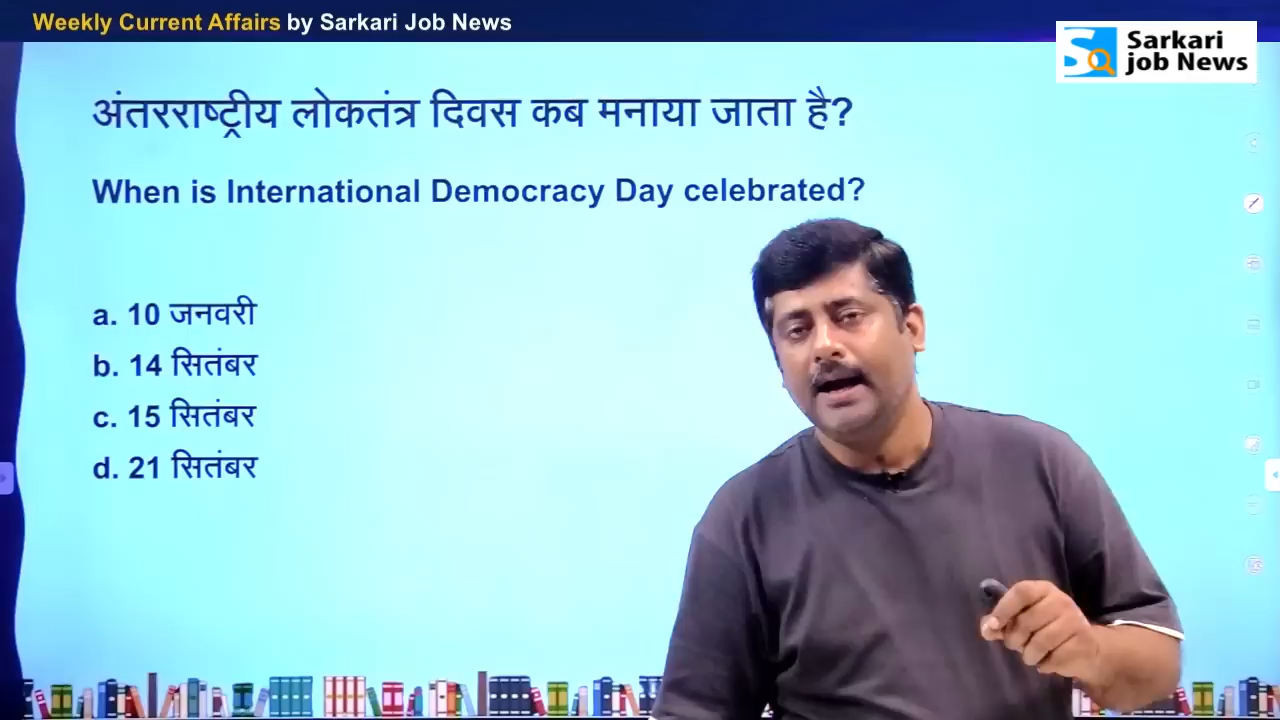 Weekly Current Affairs by Sarkari Job News
Sarkari
job News
अंतरराष्ट्रीय लोकतंत्र दिवस कब मनाया जाता है?
When is International Democracy Day celebrated?
a. 10 जनवरी
b. 14 सितंबर
c. 15 सितंबर
d. 21 सितंबर